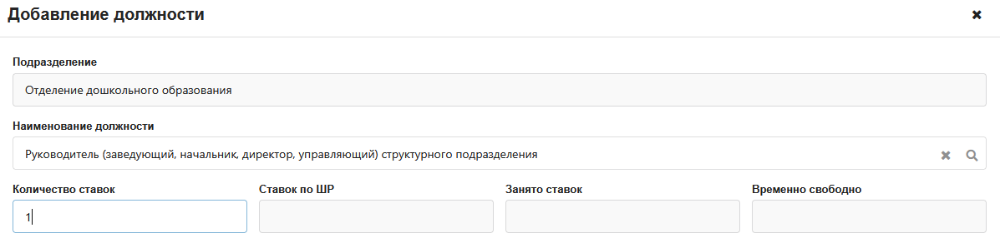 Добавление должности
Подразделение
Отделение дошкольного образования
Наименование должности
Руководитель (заведующий, начальник, директор, управляющий) структурного подразделения
Количество ставок Ставок по ШР Занято ставок Временно свободно
1